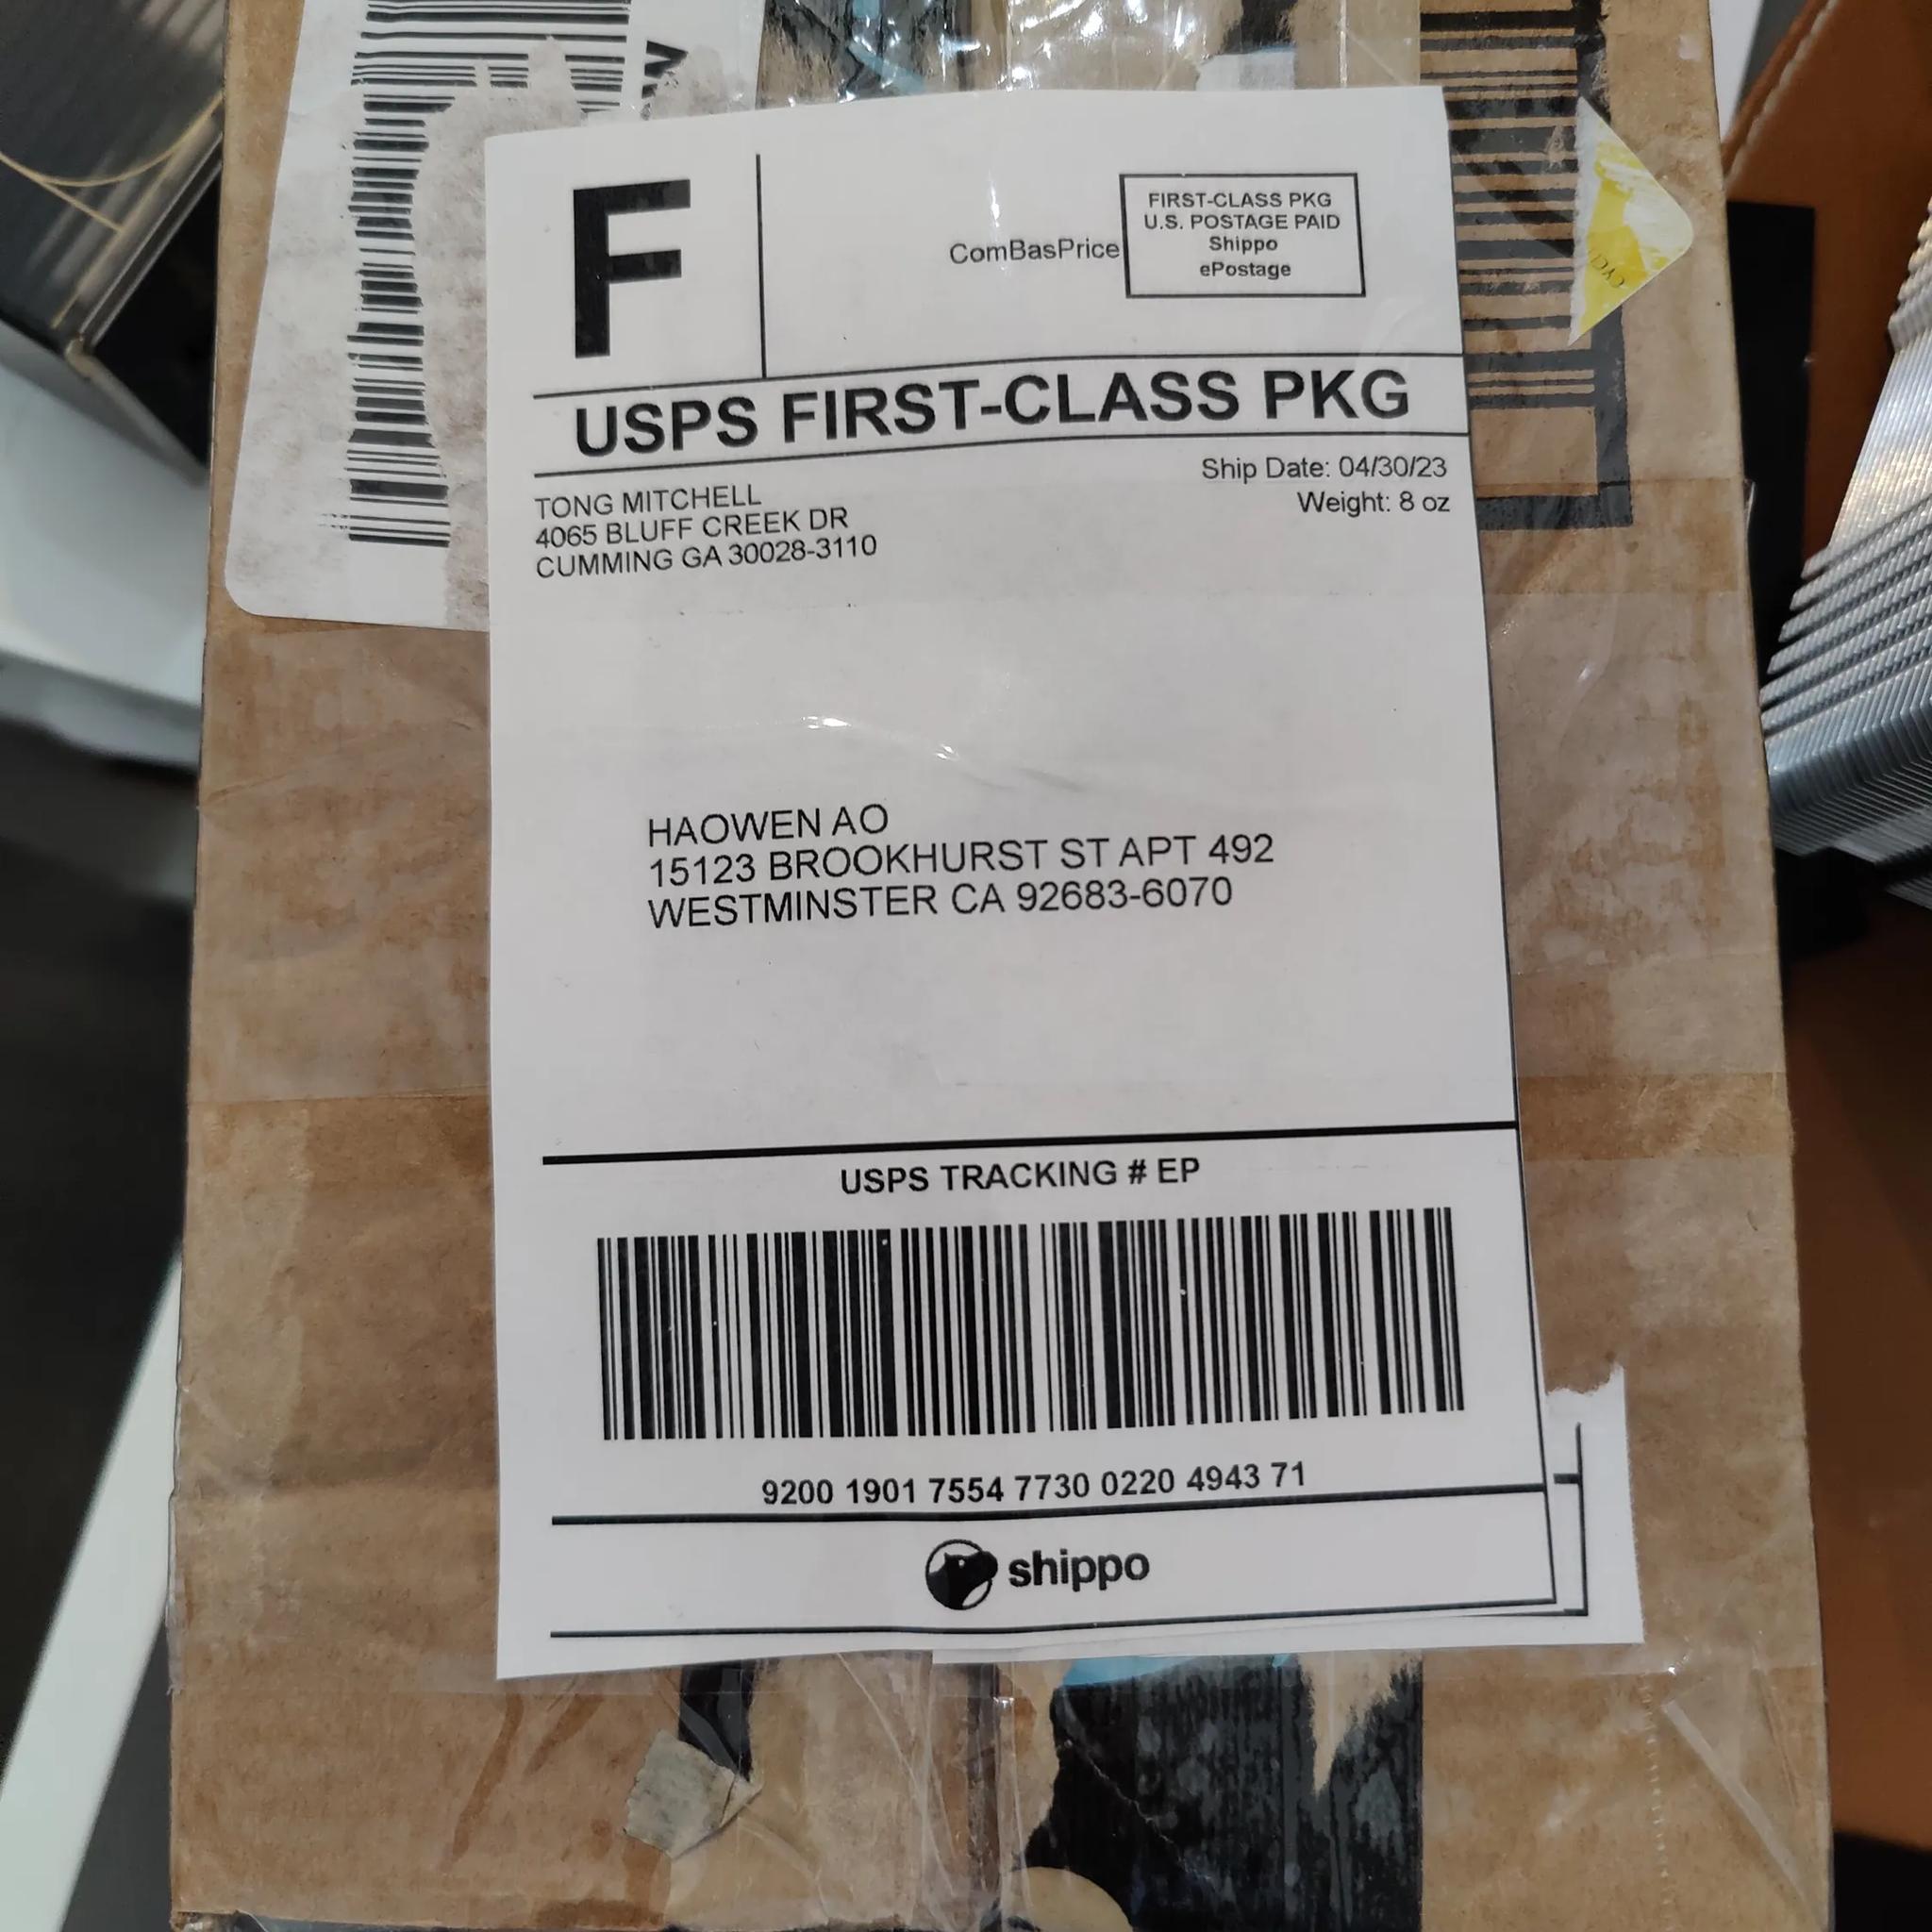 F
ComBasPrice
FIRST-CLASS PKG
U.S. POSTAGE PAID
Shippo
ePostage
USPS FIRST-CLASS PKG
Ship Date: 04/30/23
Weight: 8 oz
TONG MITCHELL
4065 BLUFF CREEK DR
CUMMING GA 30028-3110
HAOWEN AO
15123 BROOKHURST ST APT 492
WESTMINSTER CA 92683-6070
USPS TRACKING # EP
9200 1901 7554 7730 0220 4943 71
shippo